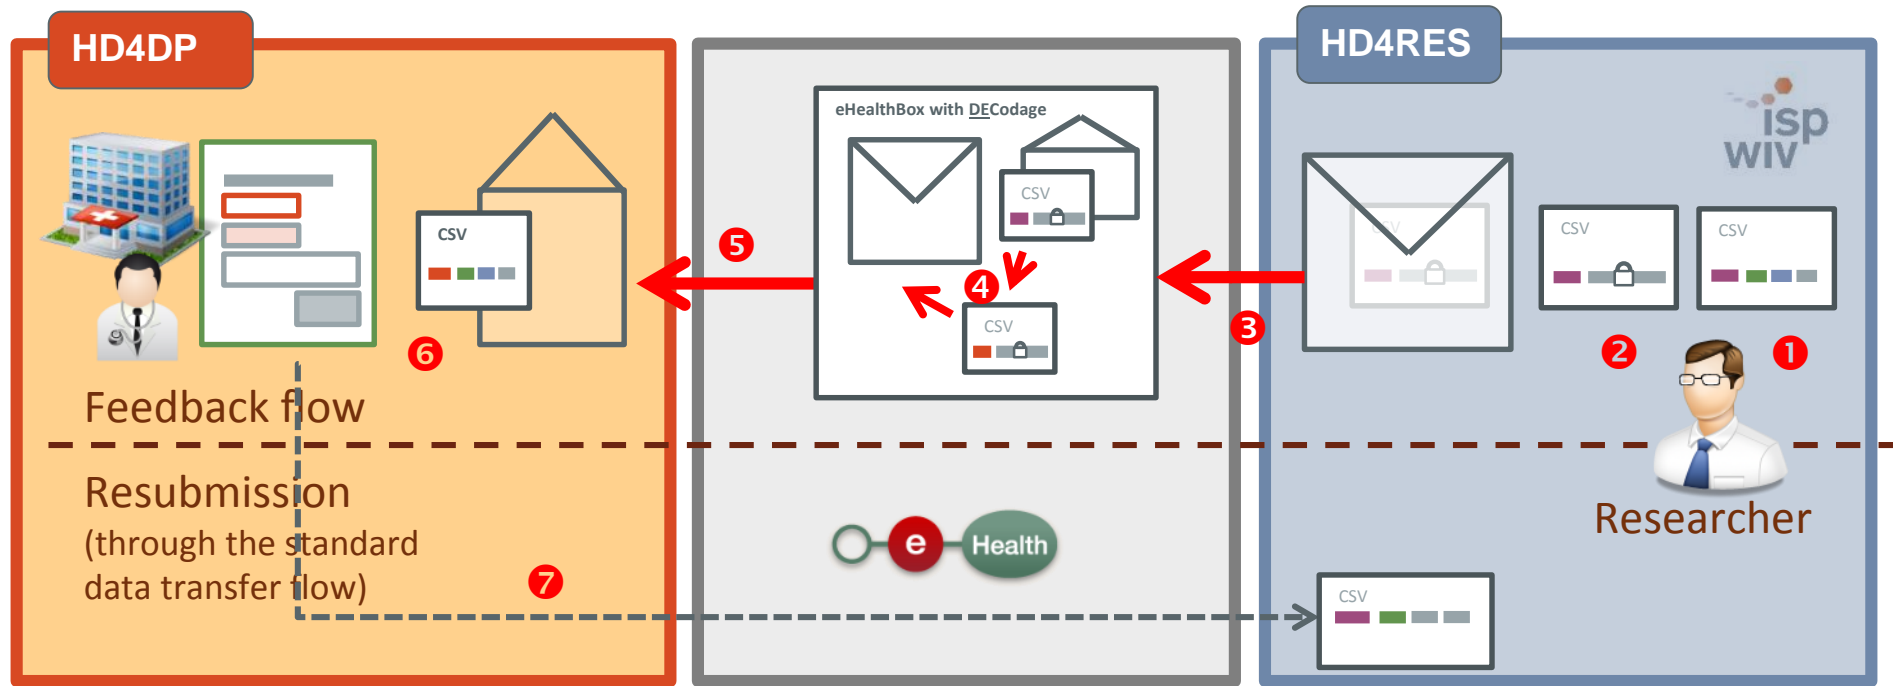 HD4DP
HD4RES
eHealthBox with DECodage
isp
WIV
CSV
CSV
CSV
CSV
CSV
CSV
5
4
3
6
2
1
Feedback flow
Resubmission
(through the standard
data transfer flow)
7
e Health
Researcher
CSV